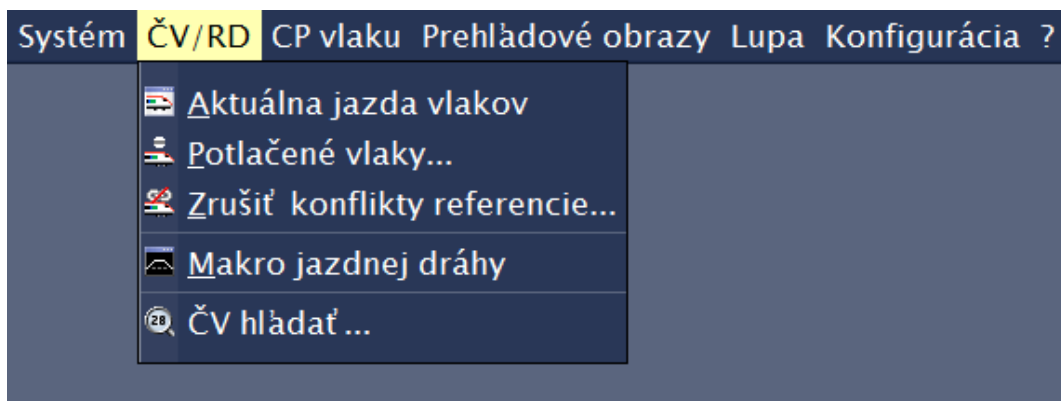 Systém ČV/RD CP vlaku Prehľadové obrazy Lupa Konfigurácia ?
Aktuálna jazda vlakov
Potlačené vlaky...
Zrušiť konflikty referencie...
Makro jazdnej dráhy
28 ČV hľadať ...